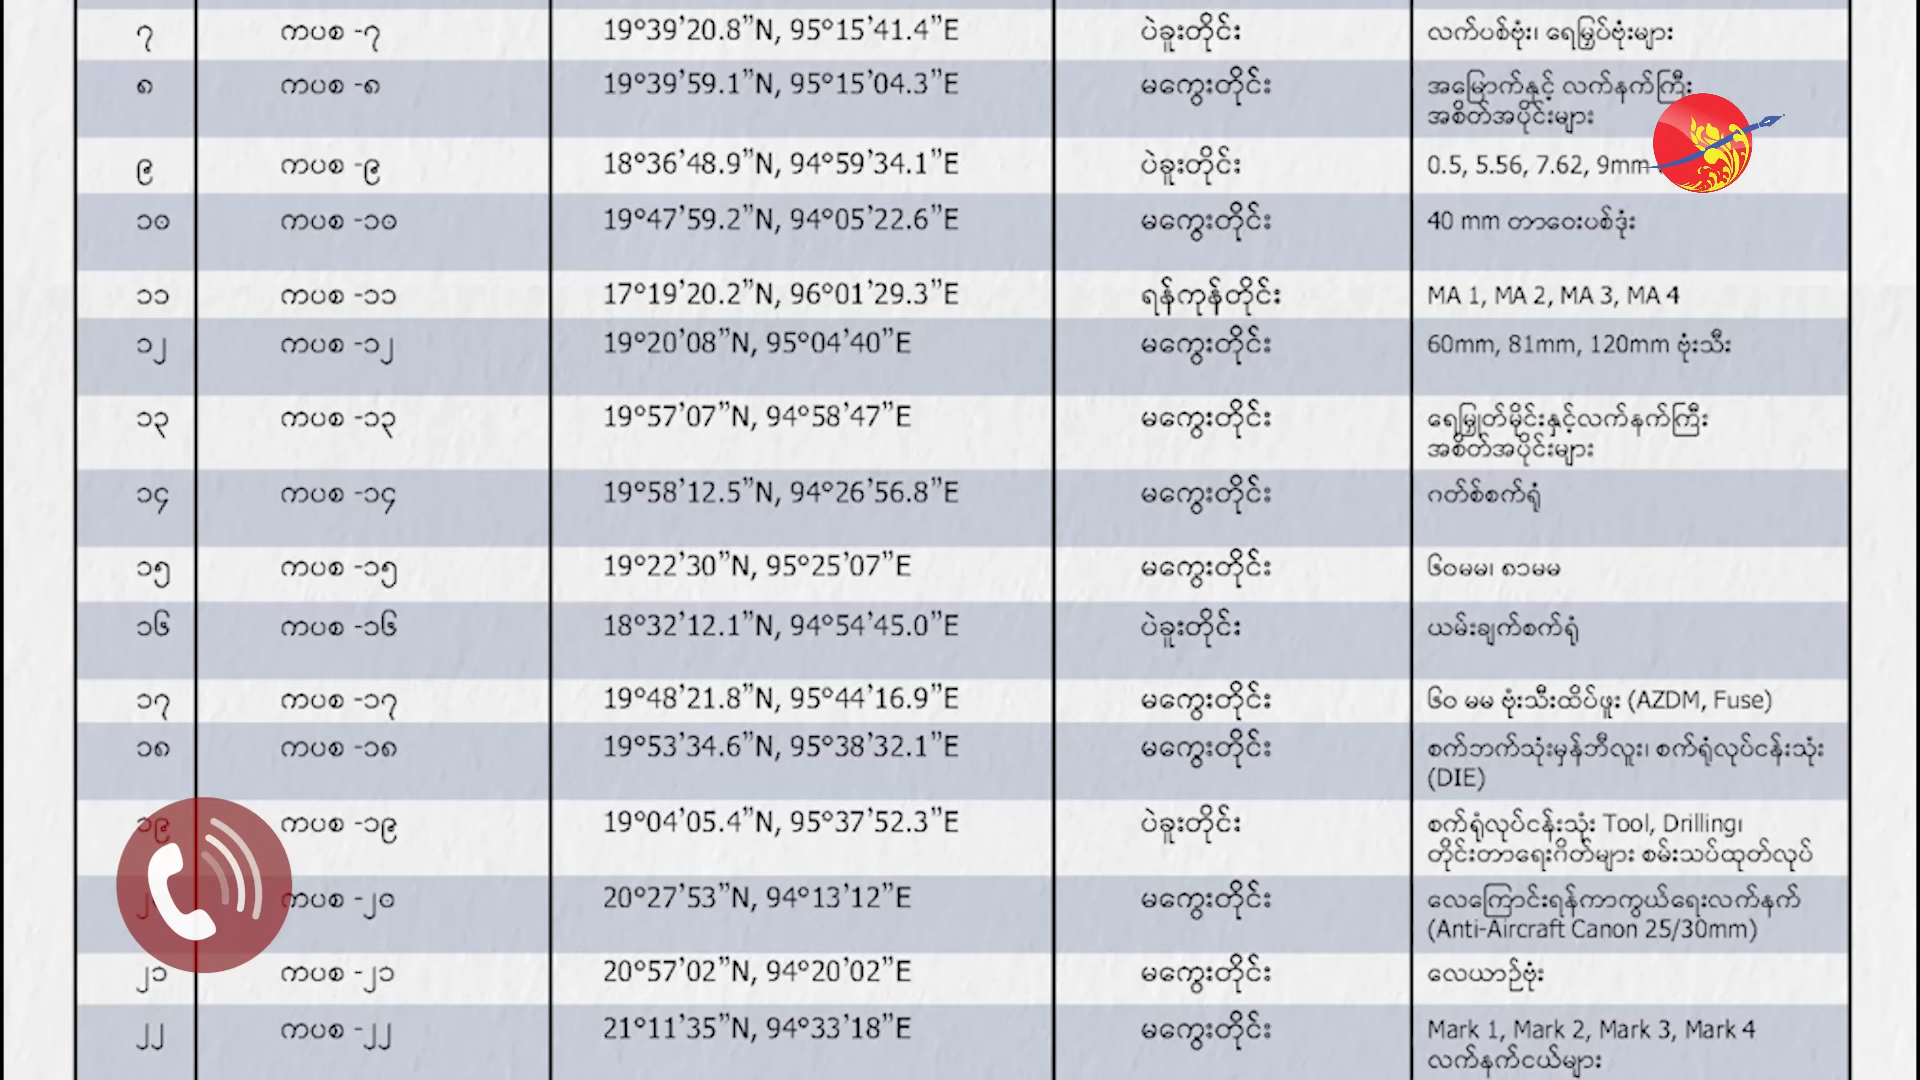 ၇ ကပစ -၇ 19°39’20.8”N, 95°15’41.4”E ပဲခူးတိုင်း လက်ပစ်ဗုံး၊ ရေမြှပ်ဗုံးများ
၈ ကပစ -၈ 19°39’59.1”N, 95°15’04.3”E မကွေးတိုင်း အမြောက်နှင့် လက်နက်ကြီး
အစိတ်အပိုင်းများ
၉ ကပစ -၉ 18°36’48.9”N, 94°59’34.1”E ပဲခူးတိုင်း 0.5, 5.56, 7.62, 9mm
၁၀ ကပစ -၁၀ 19°47’59.2”N, 94°05’22.6”E မကွေးတိုင်း 40 mm တာဝေးပစ်ဒုံး
၁၁ ကပစ -၁၁ 17°19’20.2”N, 96°01’29.3”E ရန်ကုန်တိုင်း MA 1, MA 2, MA 3, MA 4
၁၂ ကပစ -၁၂ 19°20’08”N, 95°04’40”E မကွေးတိုင်း 60mm, 81mm, 120mm ဗုံးသီး
၁၃ ကပစ -၁၃ 19°57’07”N, 94°58’47”E မကွေးတိုင်း ရေမြှုတ်မိုင်းနှင့်လက်နက်ကြီး
အစိတ်အပိုင်းများ
၁၄ ကပစ -၁၄ 19°58’12.5”N, 94°26’56.8”E မကွေးတိုင်း ဂတ်စ်စက်ရုံ
၁၅ ကပစ -၁၅ 19°22’30”N, 95°25’07”E မကွေးတိုင်း ၆၀မမ၊ ၈၁မမ
၁၆ ကပစ -၁၆ 18°32’12.1”N, 94°54’45.0”E ပဲခူးတိုင်း ယမ်းချက်စက်ရုံ
၁၇ ကပစ -၁၇ 19°48’21.8”N, 95°44’16.9”E မကွေးတိုင်း ၆၀ မမ ဗုံးသီးထိပ်ဖူး (AZDM, Fuse)
၁၈ ကပစ -၁၈ 19°53’34.6”N, 95°38’32.1”E မကွေးတိုင်း စက်ဘက်သုံးမှန်ဘီလူး၊ စက်ရုံလုပ်ငန်းသုံး
(DIE)
၁၉ ကပစ -၁၉ 19°04’05.4”N, 95°37’52.3”E ပဲခူးတိုင်း စက်ရုံလုပ်ငန်းသုံး Tool, Drilling၊
တိုင်းတာရေးဂိတ်များ စမ်းသပ်ထုတ်လုပ်
ကပစ -၂၀ 20°27’53”N, 94°13’12”E မကွေးတိုင်း လေကြောင်းရန်ကာကွယ်ရေးလက်နက်
(Anti-Aircraft Canon 25/30mm)
၂၁ ကပစ -၂၁ 20°57’02”N, 94°20’02”E မကွေးတိုင်း လေယာဉ်ဗုံး
၂၂ ကပစ -၂၂ 21°11’35”N, 94°33’18”E မကွေးတိုင်း Mark 1, Mark 2, Mark 3, Mark 4
လက်နက်ငယ်များ